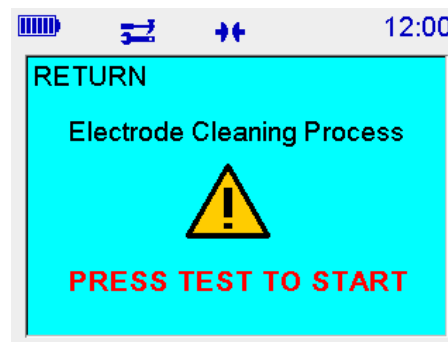 12:00
RETURN
Electrode Cleaning Process
PRESS TEST TO START